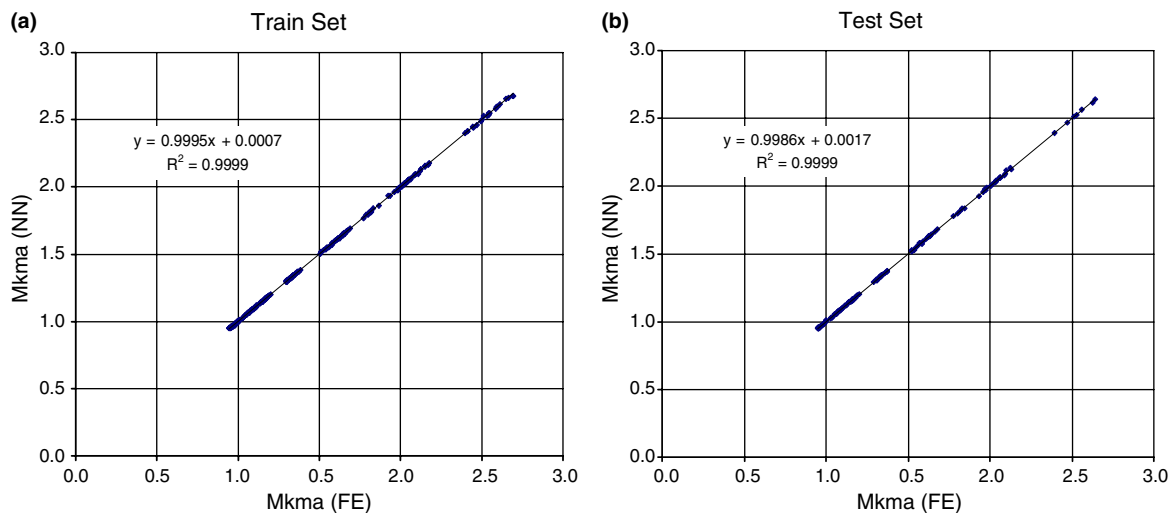 (a)
Train Set
3.0
2.5
2.0
1.5
1.0
0.5
0.0
Mkma (NN)
y = 0.9995x + 0.0007
R² = 0.9999
0.0 0.5 1.0 0.5 2.0 2.5 3.0
Mkma (FE)
(b)
Test Set
3.0
2.5
2.0
1.5
1.0
0.5
0.0
Mkma (NN)
y = 0.9986x + 0.0017
R² = 0.9999
0.0 0.5 1.0 0.5 2.0 2.5 3.0
Mkma (FE)